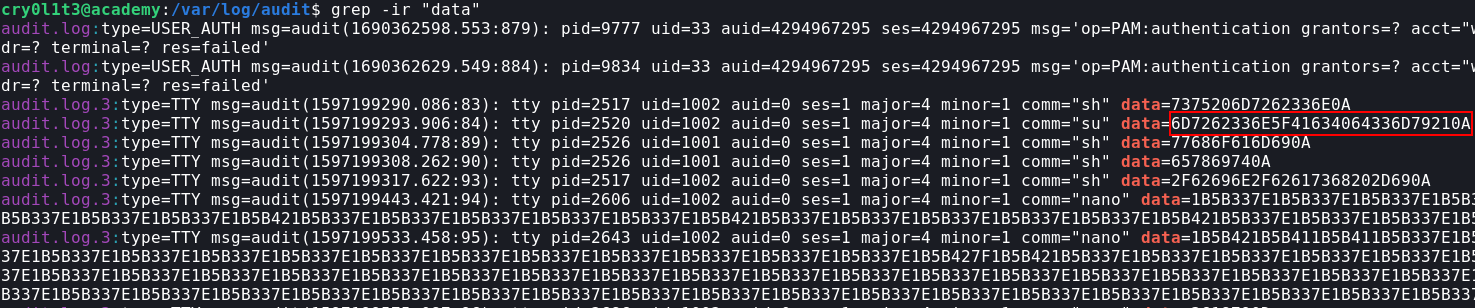 cry0l1t3@academy:/var/log/audit$ grep -ir "data"
audit.log:type=USER_AUTH msg=audit(1690362598.553:879): pid=9777 uid=33 auid=4294967295 ses=4294967295 msg='op=PAM:authentication grantors=? acct="w
dr=? terminal=? res=failed'
audit.log:type=USER_AUTH msg=audit(1690362629.549:884): pid=9834 uid=33 auid=4294967295 ses=4294967295 msg='op=PAM:authentication grantors=? acct="w
dr=? terminal=? res=failed'
audit.log.3:type=TTY msg=audit(1597199290.086:83): tty pid=2517 uid=1002 auid=0 ses=1 major=4 minor=1 comm="sh" data=7375206D7262336E0A
audit.log.3:type=TTY msg=audit(1597199293.906:84): tty pid=2520 uid=1002 auid=0 ses=1 major=4 minor=1 comm="su" data=6D7262336E5F41634064336D79210A
audit.log.3:type=TTY msg=audit(1597199304.778:89): tty pid=2526 uid=1001 auid=0 ses=1 major=4 minor=1 comm="sh" data=77686F616D690A
audit.log.3:type=TTY msg=audit(1597199308.262:90): tty pid=2526 uid=1001 auid=0 ses=1 major=4 minor=1 comm="sh" data=657869740A
audit.log.3:type=TTY msg=audit(1597199317.622:93): tty pid=2517 uid=1002 auid=0 ses=1 major=4 minor=1 comm="sh" data=2F62696E2F62617368202D690A
audit.log.3:type=TTY msg=audit(1597199443.421:94): tty pid=2606 uid=1002 auid=0 ses=1 major=4 minor=1 comm="nano" data=1B5B337E1B5B337E1B5B337E1B5B3
audit.log.3:type=TTY msg=audit(1597199533.458:95): tty pid=2643 uid=1002 auid=0 ses=1 major=4 minor=1 comm="nano" data=1B5B421B5B411B5B411B5B337E1B5